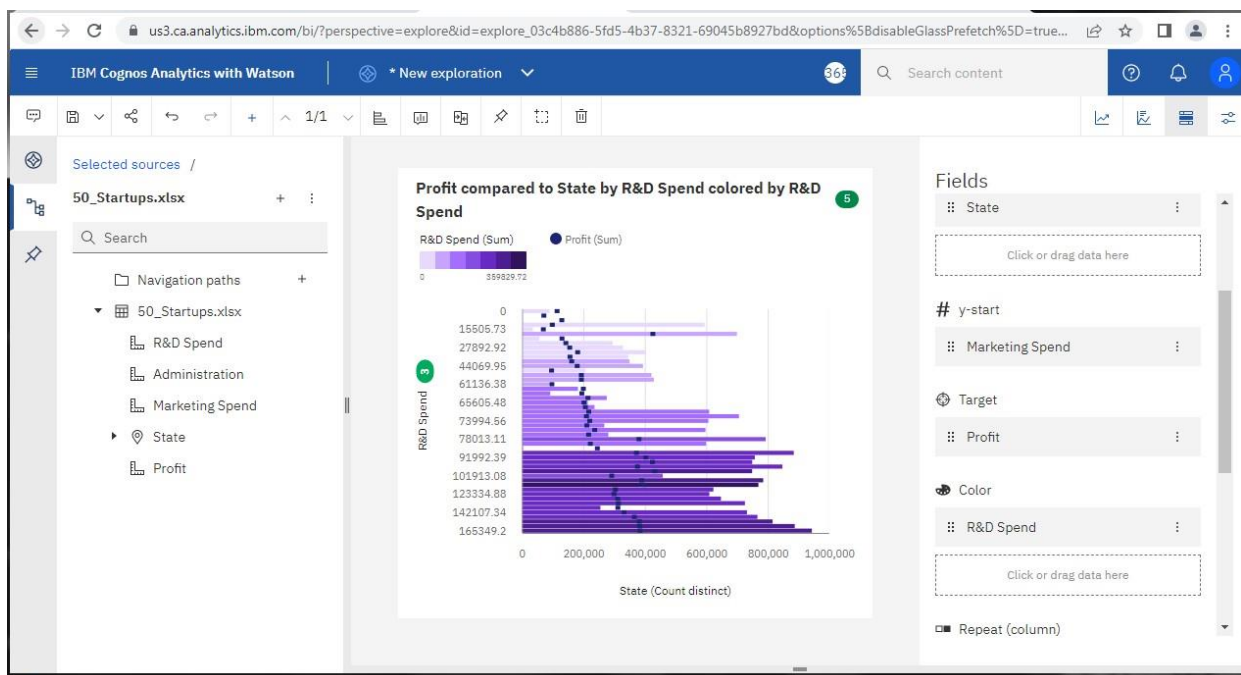 us3.ca.analytics.ibm.com/bi/?perspective=explore&id=explore_03c4b886-5fd5-4b37-8321-69045b8927bd&options%5BdisableGlassPrefetch%5D=true...
IBM Cognos Analytics with Watson
* New exploration
365
Search content
1/1
Selected sources /
50_Startups.xlsx
Search
Navigation paths
50_Startups.xlsx
R&D Spend
Administration
Marketing Spend
State
Profit
Profit compared to State by R&D Spend colored by R&D
Spend
5
R&D Spend (Sum)
Profit (Sum)
0
359829.72
3
R&D Spend
0
15505.73
27892.92
44069.95
61136.38
65605.48
73994.56
78013.11
91992.39
101913.08
123334.88
142107.34
165349.2
0 200,000 400,000 600,000 800,000 1,000,000
State (Count distinct)
Fields
State
Click or drag data here
# y-start
Marketing Spend
Target
Profit
Color
R&D Spend
Click or drag data here
Repeat (column)